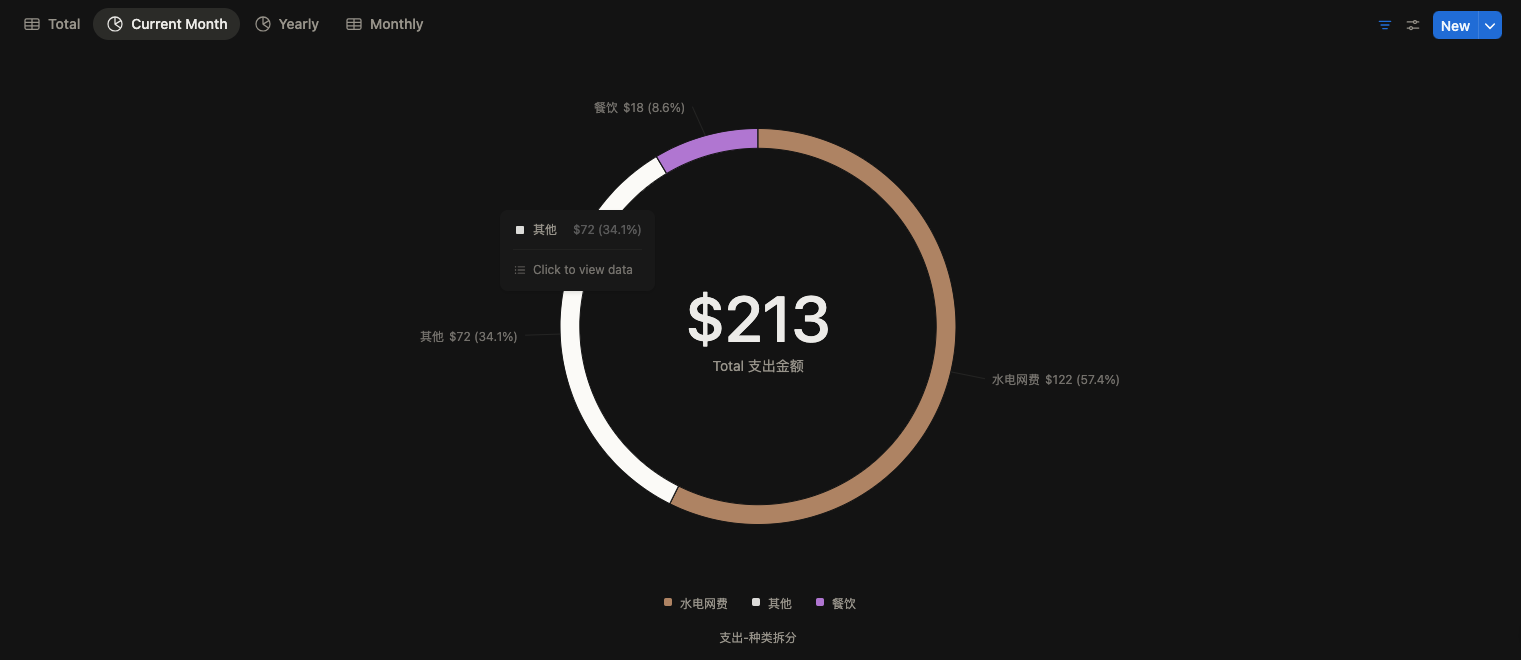 Total Current Month Yearly Monthly New
餐饮 $18 (8.6%)
其他 $72 (34.1%)
Click to view data
$213
Total 支出金额
其他 $72 (34.1%)
水电网费 $122 (57.4%)
水电网费 其他 餐饮
支出-种类拆分